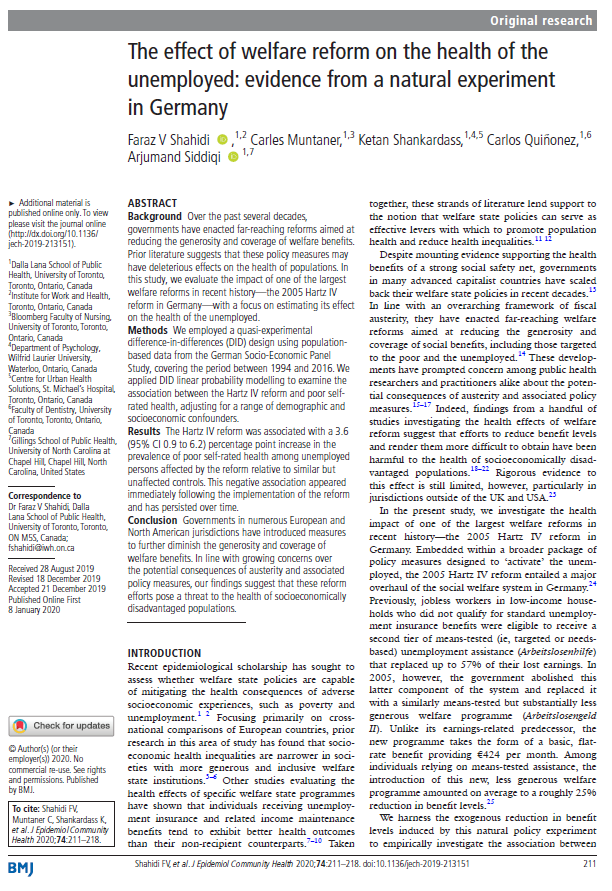 Original research
The effect of welfare reform on the health of the
unemployed: evidence from a natural experiment
in Germany
Faraz V Shahidi ,1,2 Carles Muntaner,1,3 Ketan Shankardass,1,4,5 Carlos Quiñonez,1,6
Arjumand Siddiqi 1,7
► Additional material is
published online only. To view
please visit the journal online
(http://dx.doi.org/10.1136/
jech-2019-213151).
1Dalla Lana School of Public
Health, University of Toronto,
Toronto, Ontario, Canada
2Institute for Work and Health,
Toronto, Ontario, Canada
3Bloomberg Faculty of Nursing,
University of Toronto, Toronto,
Ontario, Canada
4Department of Psychology,
Wilfrid Laurier University,
Waterloo, Ontario, Canada
5Centre for Urban Health
Solutions, St. Michael's Hospital,
Toronto, Ontario, Canada
6Faculty of Dentistry, University
of Toronto, Toronto, Ontario,
Canada
7Gillings School of Public Health,
University of North Carolina at
Chapel Hill, Chapel Hill, North
Carolina, United States
Correspondence to
Dr Faraz V Shahidi, Dalla
Lana School of Public Health,
University of Toronto, Toronto,
ON M5S, Canada;
fshahidi@iwh.on.ca
Received 28 August 2019
Revised 18 December 2019
Accepted 21 December 2019
Published Online First
8 January 2020
Check for updates
© Author(s) (or their
employer(s)) 2020. No
commercial re-use. See rights
and permissions. Published
by BMJ.
To cite: Shahidi FV,
Muntaner C, Shankardass K,
et al. J Epidemiol Community
Health 2020;74:211–218.
ABSTRACT
Background Over the past several decades,
governments have enacted far-reaching reforms aimed at
reducing the generosity and coverage of welfare benefits.
Prior literature suggests that these policy measures may
have deleterious effects on the health of populations. In
this study, we evaluate the impact of one of the largest
welfare reforms in recent history—the 2005 Hartz IV
reform in Germany—with a focus on estimating its effect
on the health of the unemployed.
Methods We employed a quasi-experimental
difference-in-differences (DID) design using population-
based data from the German Socio-Economic Panel
Study, covering the period between 1994 and 2016. We
applied DID linear probability modelling to examine the
association between the Hartz IV reform and poor self-
rated health, adjusting for a range of demographic and
socioeconomic confounders.
Results The Hartz IV reform was associated with a 3.6
(95% CI 0.9 to 6.2) percentage point increase in the
prevalence of poor self-rated health among unemployed
persons affected by the reform relative to similar but
unaffected controls. This negative association appeared
immediately following the implementation of the reform
and has persisted over time.
Conclusion Governments in numerous European and
North American jurisdictions have introduced measures
to further diminish the generosity and coverage of
welfare benefits. In line with growing concerns over
the potential consequences of austerity and associated
policy measures, our findings suggest that these reform
efforts pose a threat to the health of socioeconomically
disadvantaged populations.
INTRODUCTION
Recent epidemiological scholarship has sought to
assess whether welfare state policies are capable
of mitigating the health consequences of adverse
socioeconomic experiences, such as poverty and
unemployment.1 2 Focusing primarily on cross-
national comparisons of European countries, prior
research in this area of study has found that socio-
economic health inequalities are narrower in soci-
eties with more generous and inclusive welfare
state institutions.3–6 Other studies evaluating the
health effects of specific welfare state programmes
have shown that individuals receiving unemploy-
ment insurance and related income maintenance
benefits tend to exhibit better health outcomes
than their non-recipient counterparts.7–10 Taken
together, these strands of literature lend support to
the notion that welfare state policies can serve as
effective levers with which to promote population
health and reduce health inequalities.11 12
Despite mounting evidence supporting the health
benefits of a strong social safety net, governments
in many advanced capitalist countries have scaled
back their welfare state policies in recent decades.13
In line with an overarching framework of fiscal
austerity, they have enacted far-reaching welfare
reforms aimed at reducing the generosity and
coverage of social benefits, including those targeted
to the poor and the unemployed.14 These develop-
ments have prompted concern among public health
researchers and practitioners alike about the poten-
tial consequences of austerity and associated policy
measures.15–17 Indeed, findings from a handful of
studies investigating the health effects of welfare
reform suggest that efforts to reduce benefit levels
and render them more difficult to obtain have been
harmful to the health of socioeconomically disad-
vantaged populations.18–22 Rigorous evidence to
this effect is still limited, however, particularly in
jurisdictions outside of the UK and USA.23
In the present study, we investigate the health
impact of one of the largest welfare reforms in
recent history—the 2005 Hartz IV reform in
Germany. Embedded within a broader package of
policy measures designed to 'activate' the unem-
ployed, the 2005 Hartz IV reform entailed a major
overhaul of the social welfare system in Germany.24
Previously, jobless workers in low-income house-
holds who did not qualify for standard unemploy-
ment insurance benefits were eligible to receive a
second tier of means-tested (ie, targeted or needs-
based) unemployment assistance (Arbeitslosenhilfe)
that replaced up to 57% of their lost earnings. In
2005, however, the government abolished this
latter component of the system and replaced it
with a similarly means-tested but substantially less
generous welfare programme (Arbeitslosengeld
II). Unlike its earnings-related predecessor, the
new programme takes the form of a basic, flat-
rate benefit providing €424 per month. Among
individuals relying on means-tested assistance, the
introduction of this new, less generous welfare
programme amounted on average to a roughly 25%
reduction in benefit levels.25
We harness the exogenous reduction in benefit
levels induced by this natural policy experiment
to empirically investigate the association between
BMJ
Shahidi FV, et al. J Epidemiol Community Health 2020;74:211–218. doi:10.1136/jech-2019-213151
211